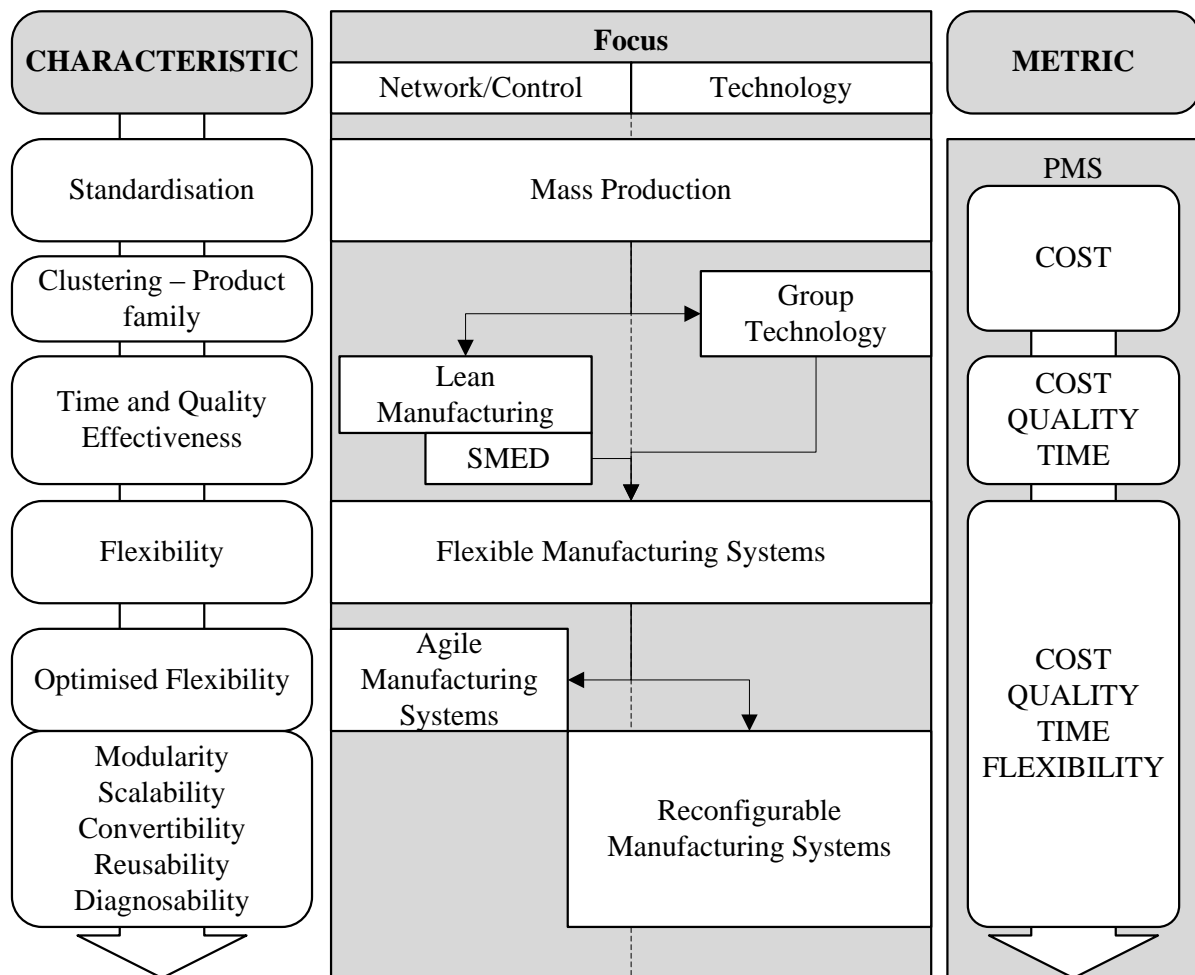 CHARACTERISTIC
Focus
Network/Control
Technology
METRIC
Standardisation
Mass Production
PMS
COST
Clustering – Product
family
Group
Technology
Time and Quality
Effectiveness
Lean
Manufacturing
SMED
COST
QUALITY
TIME
Flexibility
Flexible Manufacturing Systems
Optimised Flexibility
Agile
Manufacturing
Systems
COST
QUALITY
TIME
FLEXIBILITY
Modularity
Scalability
Convertibility
Reusability
Diagnosability
Reconfigurable
Manufacturing Systems